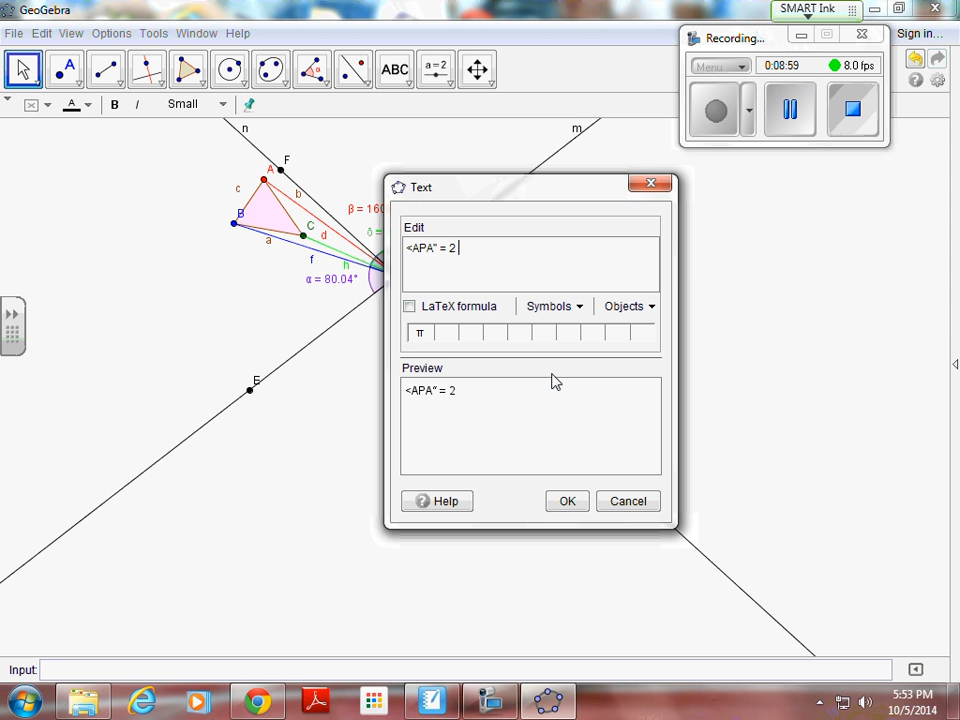 GeoGebra
SMART Ink
File Edit View Options Tools Window Help
Sign in...
Recording...
Menu
0:08:59
8.0 fps
ABC
a = 2
A
B
I
Small
n
m
F
A
c
b
β = 160
B
C
δ =
d
a
f
h
α = 80.04°
E
Text
Edit
<APA" = 2
LaTeX formula
Symbols
Objects
π
Preview
<APA" = 2
? Help
OK
Cancel
Input:
5:53 PM
10/5/2014